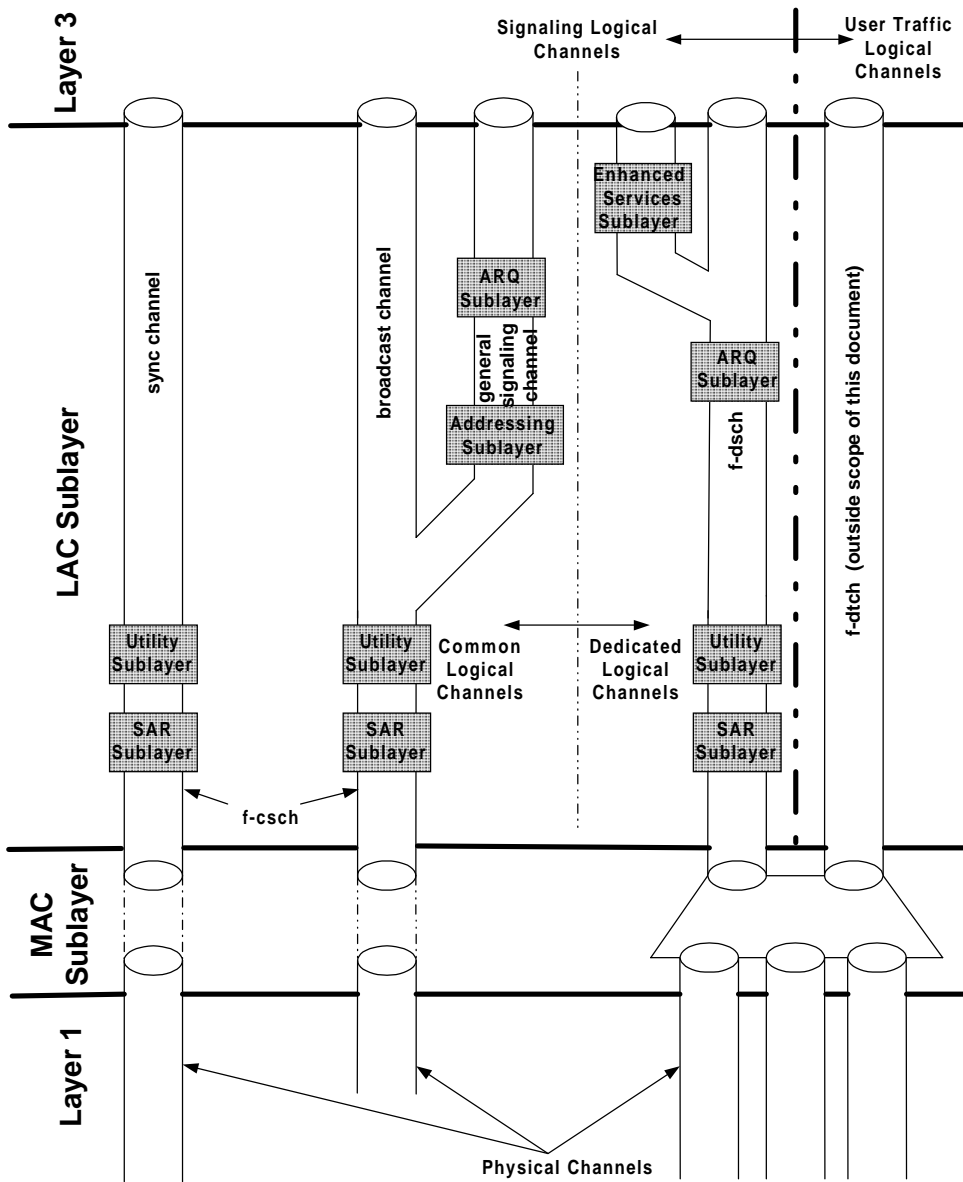 Layer 3
Signaling Logical
Channels
User Traffic
Logical
Channels
LAC Sublayer
sync channel
broadcast channel
Enhanced
Services
Sublayer
ARQ
Sublayer
general
signaling
channel
Addressing
Sublayer
ARQ
Sublayer
f-dsch
f-dtch (outside scope of this document)
Utility
Sublayer
Utility
Sublayer
Common
Logical
Channels
Dedicated
Logical
Channels
Utility
Sublayer
SAR
Sublayer
SAR
Sublayer
SAR
Sublayer
f-csch
MAC
Sublayer
Layer 1
Physical Channels